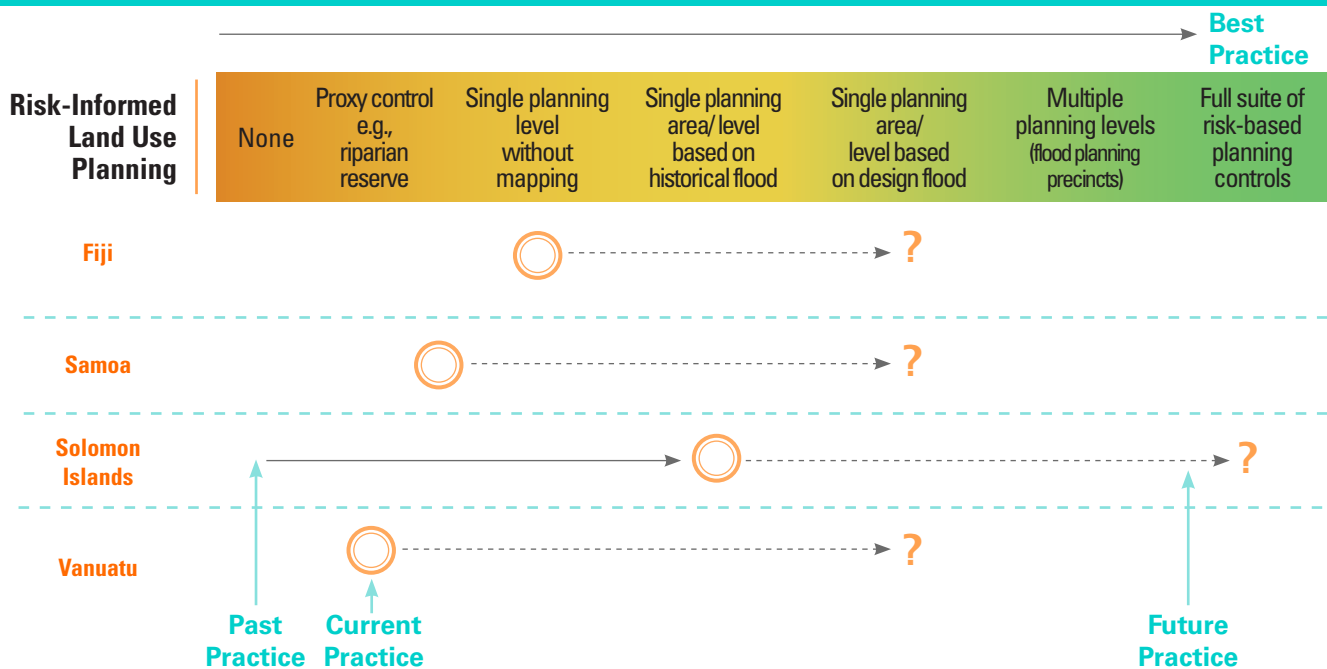 Best
Practice
Risk-Informed
Land Use
Planning
None
Proxy control
e.g.,
riparian
reserve
Single planning
level
without
mapping
Single planning
area/ level
based on
historical flood
Single planning
area/
level based
on design flood
Multiple
planning levels
(flood planning
precincts)
Full suite of
risk-based
planning
controls
Fiji
?
Samoa
?
Solomon
Islands
?
Vanuatu
?
Past
Practice
Current
Practice
Future
Practice